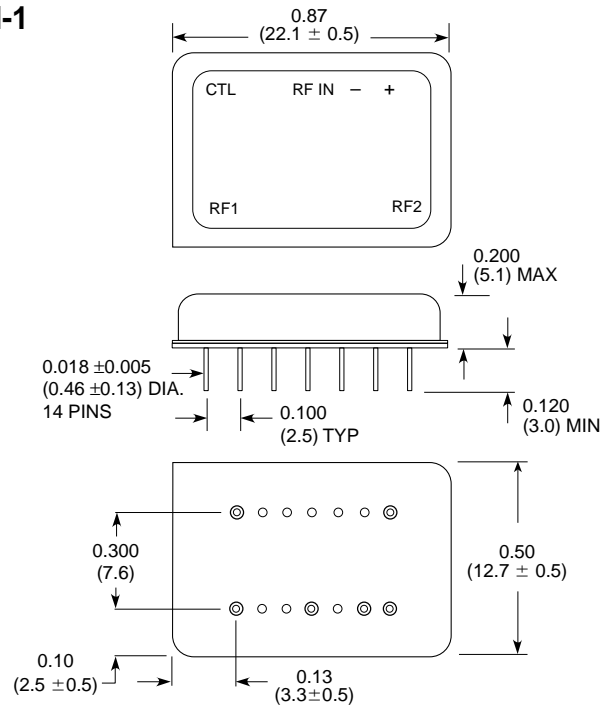 -1
0.87
(22.1 ± 0.5)
CTL RF IN − +
RF1 RF2
0.200
(5.1) MAX
0.018 ±0.005
(0.46 ±0.13) DIA.
14 PINS
0.100
(2.5) TYP
0.120
(3.0) MIN
0.300
(7.6)
0.50
(12.7 ± 0.5)
0.10
(2.5 ±0.5)
0.13
(3.3±0.5)